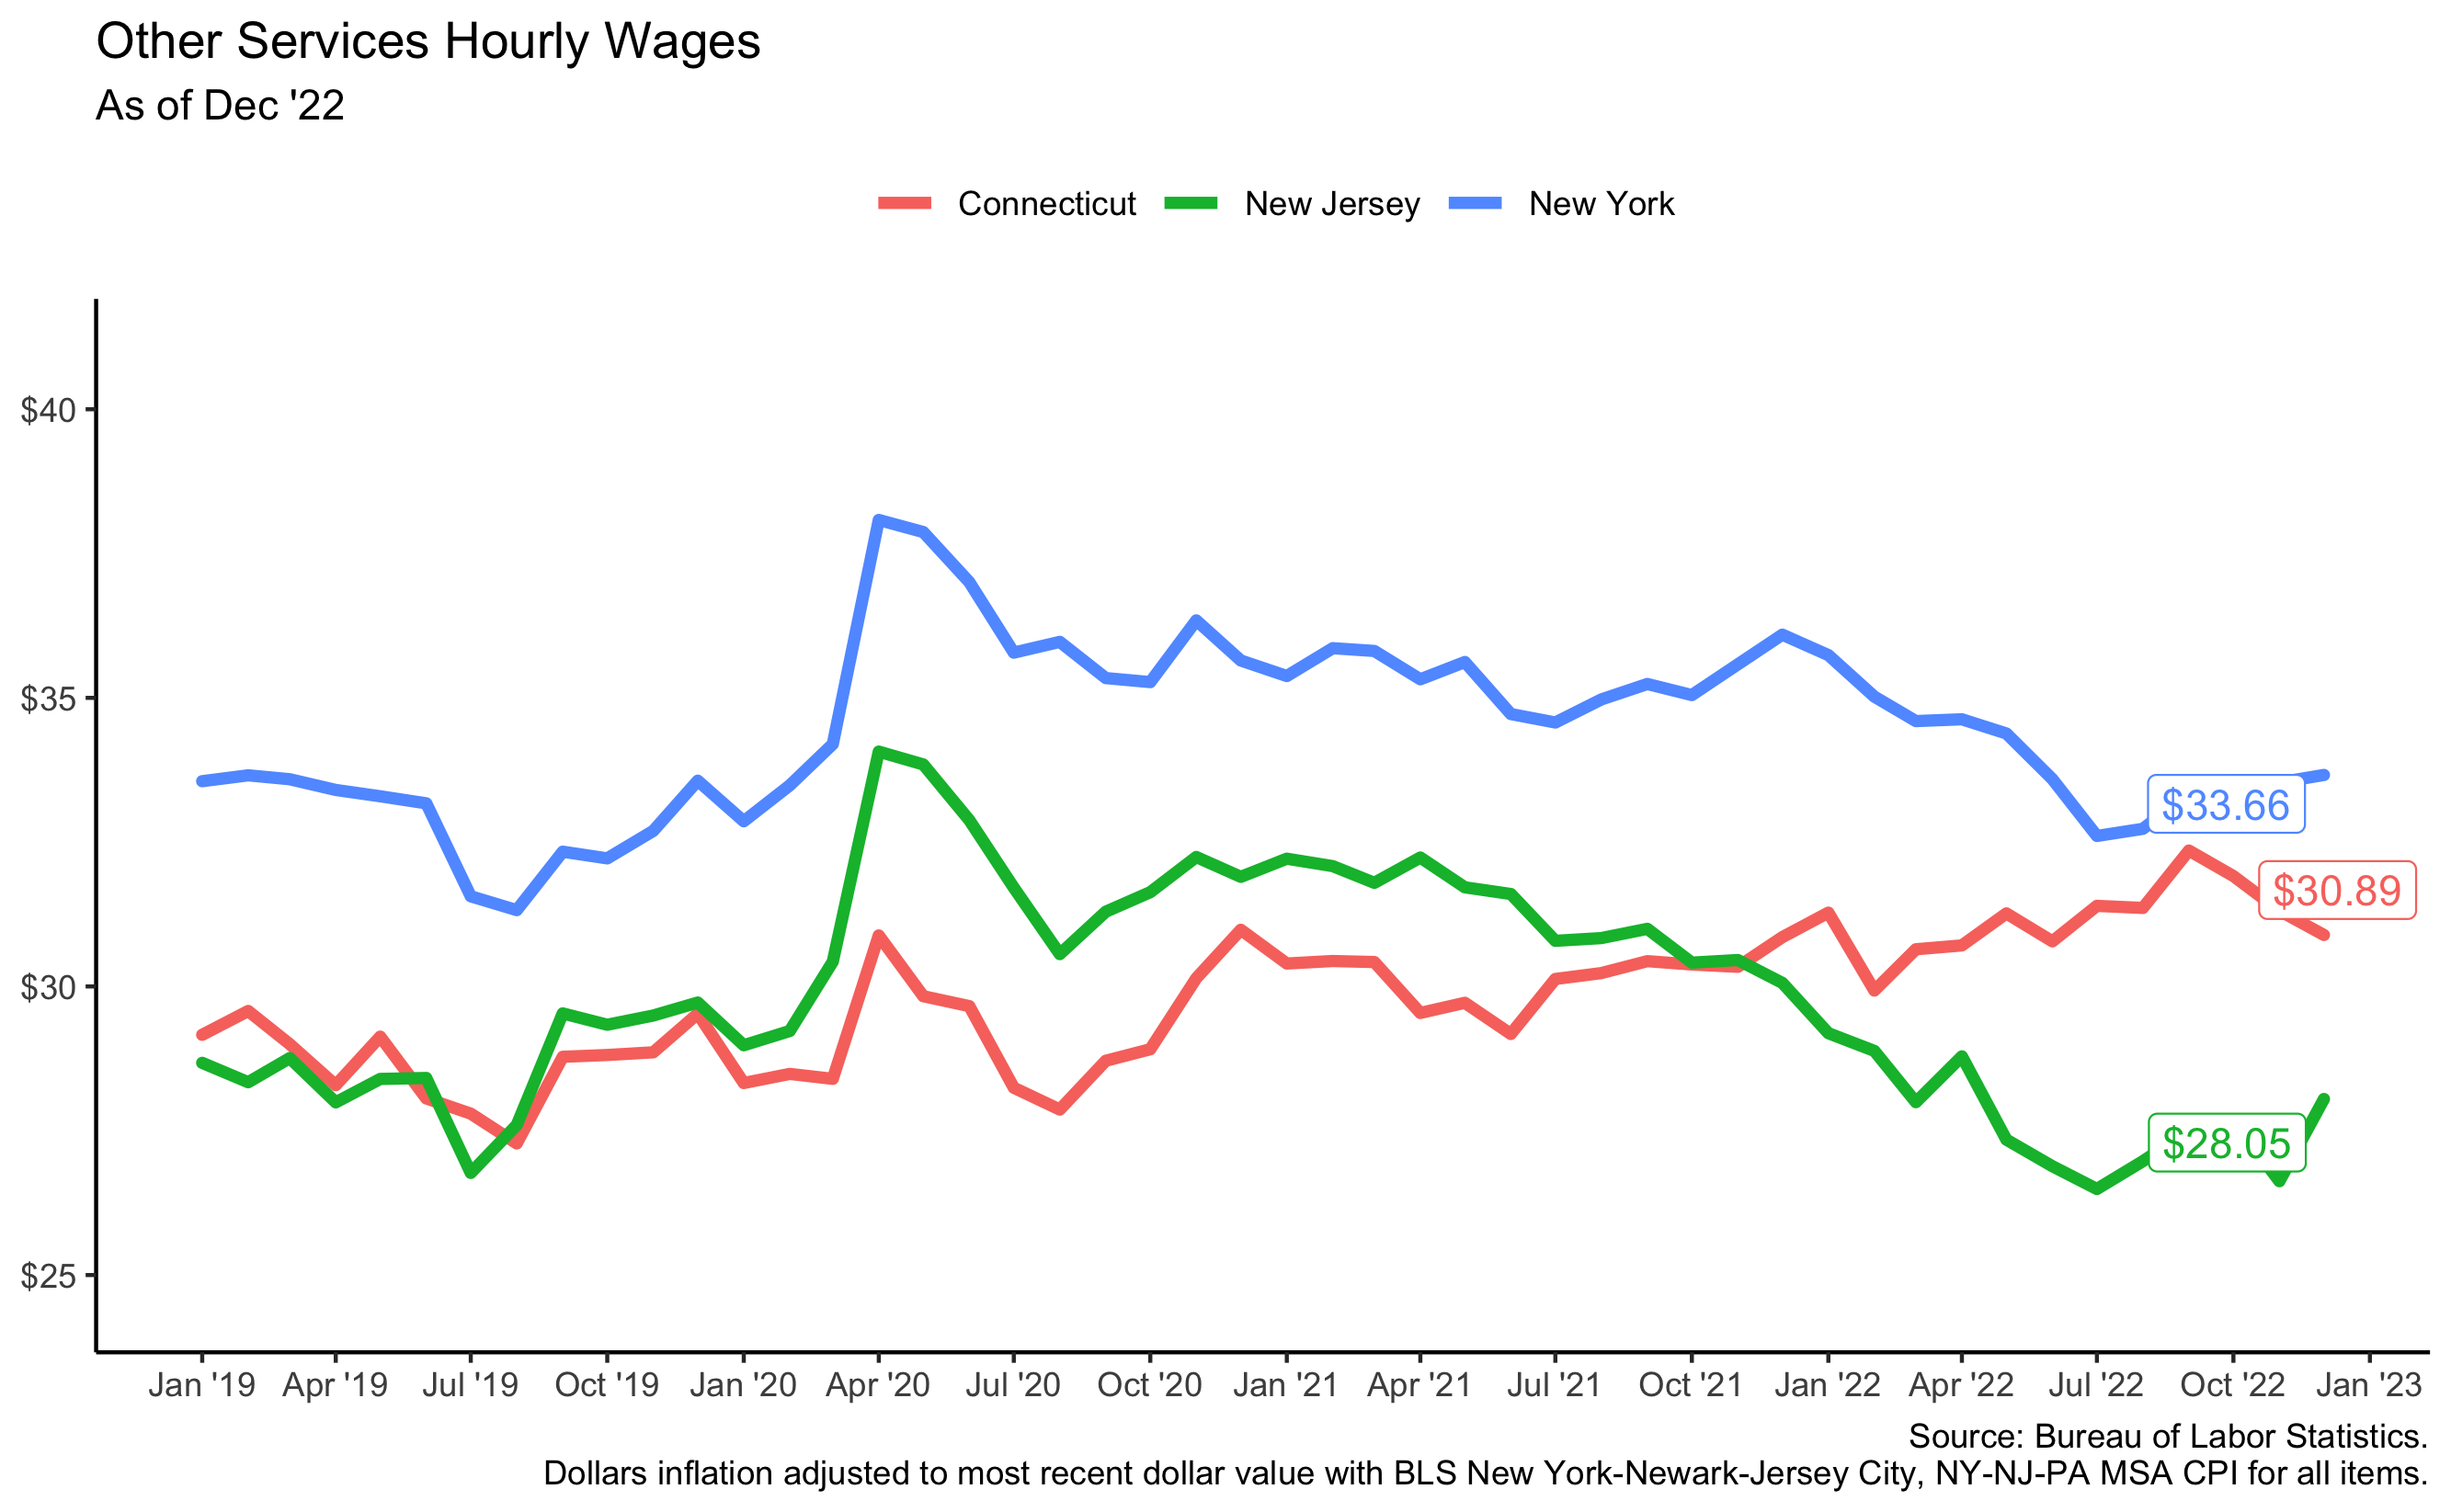 Other Services Hourly Wages
As of Dec '22
Connecticut New Jersey New York
$40
$35
$30
$25
$33.66
$30.89
$28.05
Jan '19 Apr '19 Jul '19 Oct '19 Jan '20 Apr '20 Jul '20 Oct '20 Jan '21 Apr '21 Jul '21 Oct '21 Jan '22 Apr '22 Jul '22 Oct '22 Jan '23
Source: Bureau of Labor Statistics.
Dollars inflation adjusted to most recent dollar value with BLS New York-Newark-Jersey City, NY-NJ-PA MSA CPI for all items.